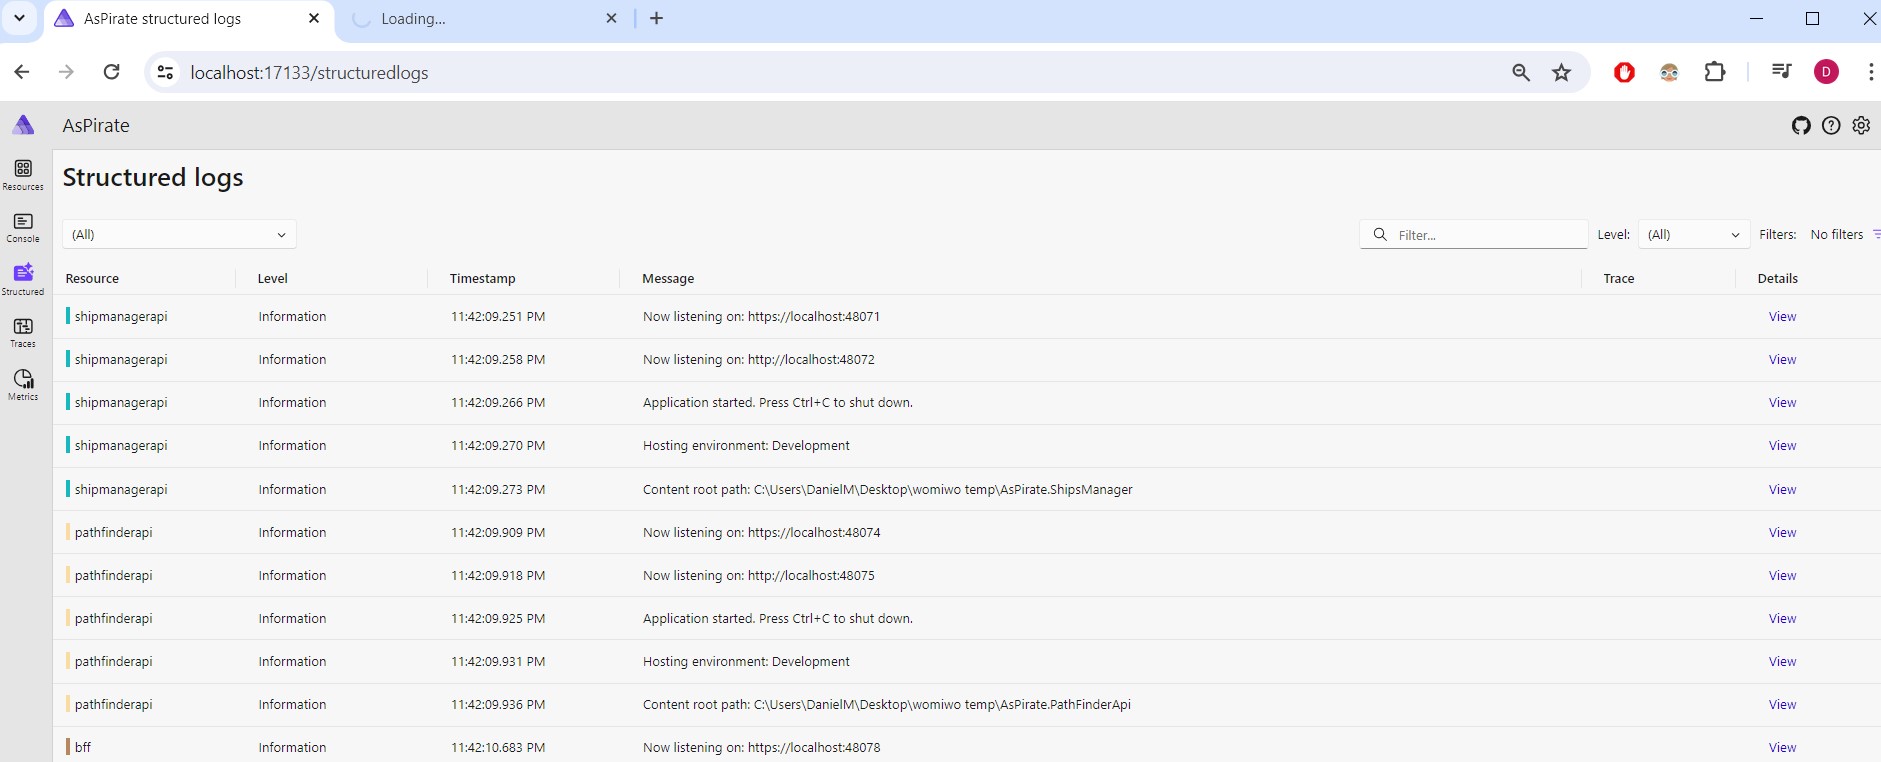 AsPirate structured logs
Loading...
localhost:17133/structuredlogs
D
AsPirate
Resources
Console
Structured
Traces
Metrics
Structured logs
(All)
Filter...
Level: (All) Filters: No filters
Resource Level Timestamp Message Trace Details
shipmanagerapi Information 11:42:09.251 PM Now listening on: https://localhost:48071 View
shipmanagerapi Information 11:42:09.258 PM Now listening on: http://localhost:48072 View
shipmanagerapi Information 11:42:09.266 PM Application started. Press Ctrl+C to shut down. View
shipmanagerapi Information 11:42:09.270 PM Hosting environment: Development View
shipmanagerapi Information 11:42:09.273 PM Content root path: C:\Users\DanielM\Desktop\womiwo temp\AsPirate.ShipsManager View
pathfinderapi Information 11:42:09.909 PM Now listening on: https://localhost:48074 View
pathfinderapi Information 11:42:09.918 PM Now listening on: http://localhost:48075 View
pathfinderapi Information 11:42:09.925 PM Application started. Press Ctrl+C to shut down. View
pathfinderapi Information 11:42:09.931 PM Hosting environment: Development View
pathfinderapi Information 11:42:09.936 PM Content root path: C:\Users\DanielM\Desktop\womiwo temp\AsPirate.PathFinderApi View
bff Information 11:42:10.683 PM Now listening on: https://localhost:48078 View